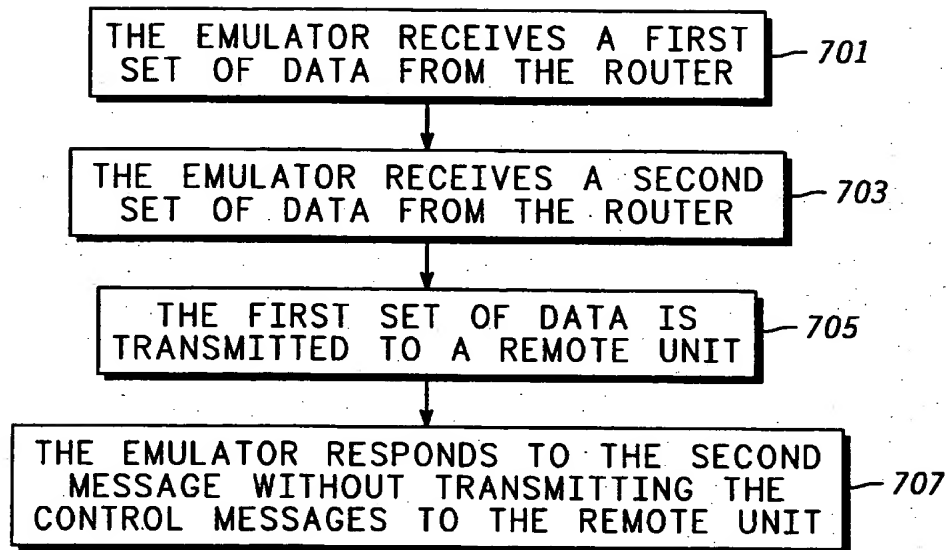 THE EMULATOR RECEIVES A FIRST
SET OF DATA FROM THE ROUTER
701
THE EMULATOR RECEIVES A SECOND
SET OF DATA FROM THE ROUTER
703
THE FIRST SET OF DATA IS
TRANSMITTED TO A REMOTE UNIT
705
THE EMULATOR RESPONDS TO THE SECOND
MESSAGE WITHOUT TRANSMITTING THE
CONTROL MESSAGES TO THE REMOTE UNIT
707